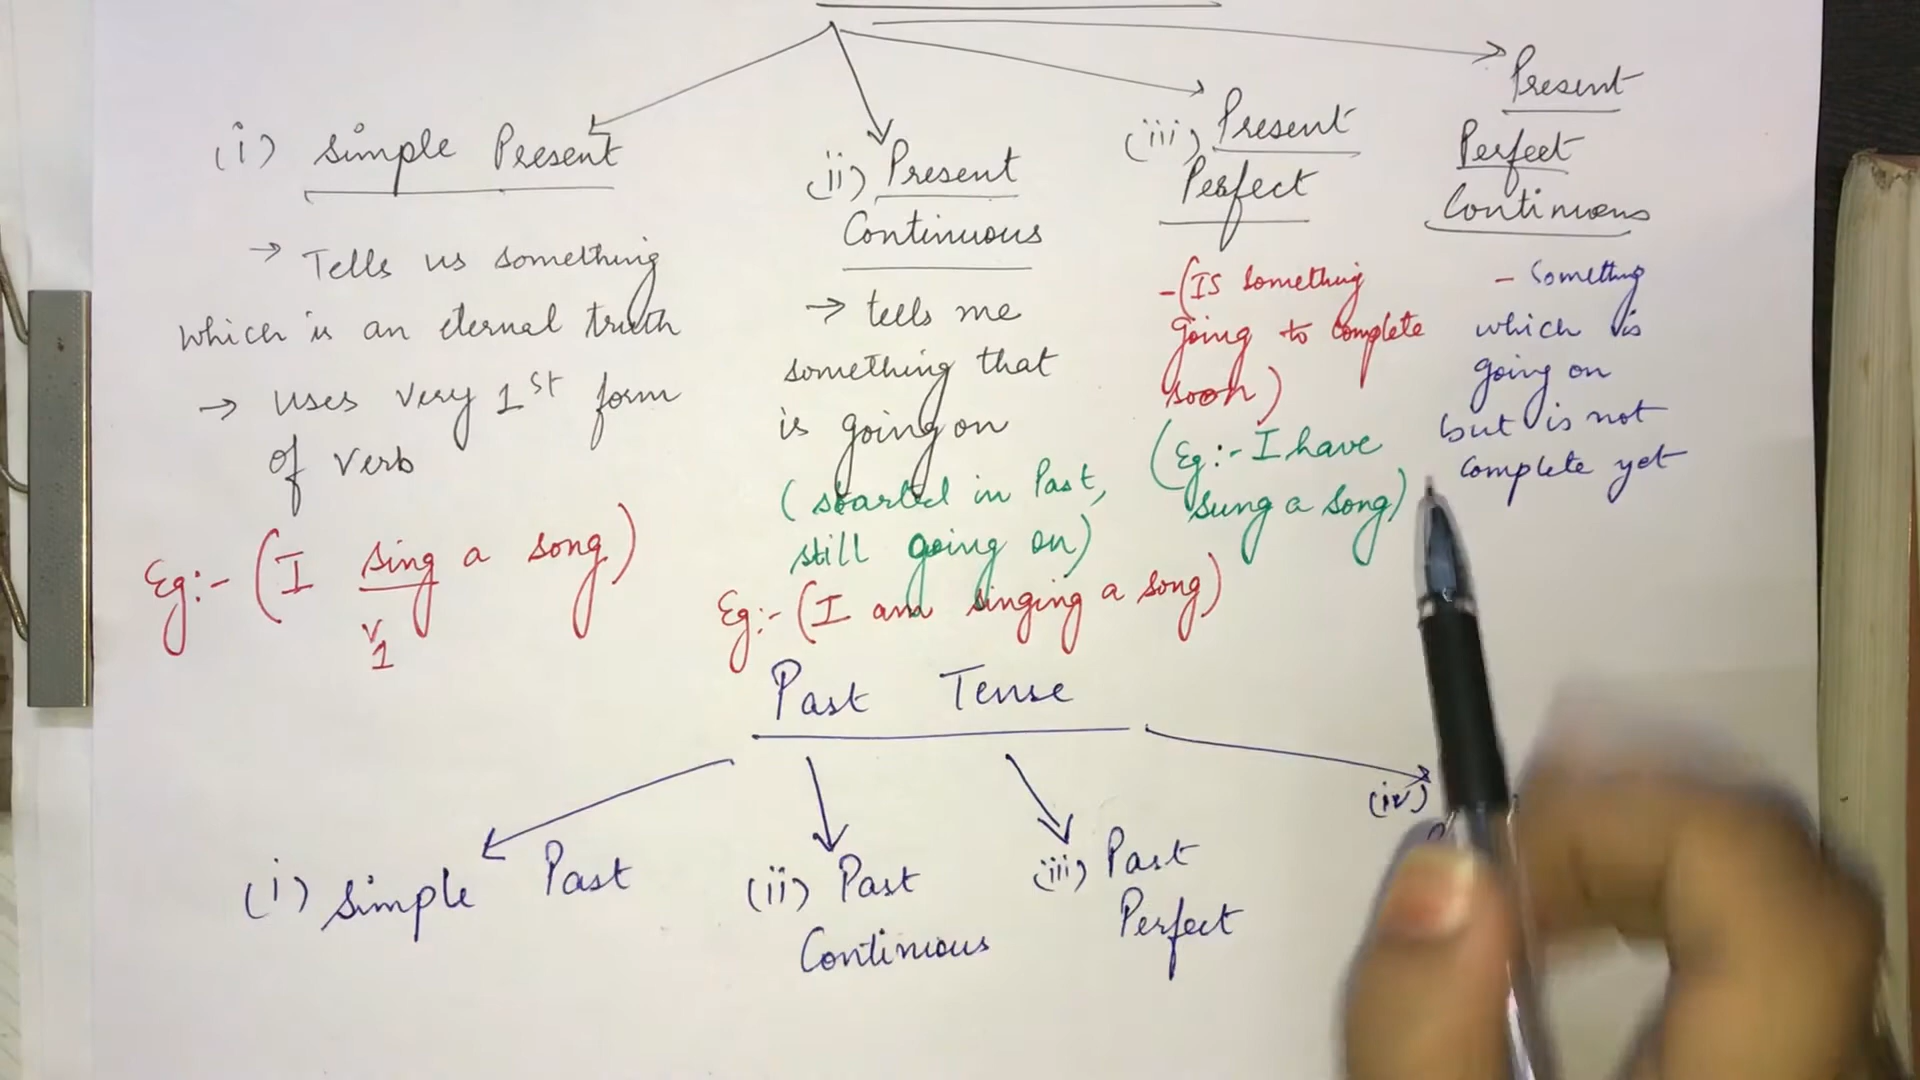 (i) Simple Present
→ Tells us something
which is an eternal truth
→ uses very 1st form
of verb
Eg:- (I sing a song)
V1
(ii) Present
Continuous
→ tells me
something that
is going on
(started in Past,
still going on)
Eg:- (I am singing a song)
(iii) Present
Perfect
- (IS something
going to complete
soon)
(Eg:- I have
sung a song)
Present
Perfect
Continuous
- Something
which is
going on
but is not
complete yet
Past Tense
(i) Simple Past
(ii) Past
Continuous
(iii) Past
Perfect
(iv)